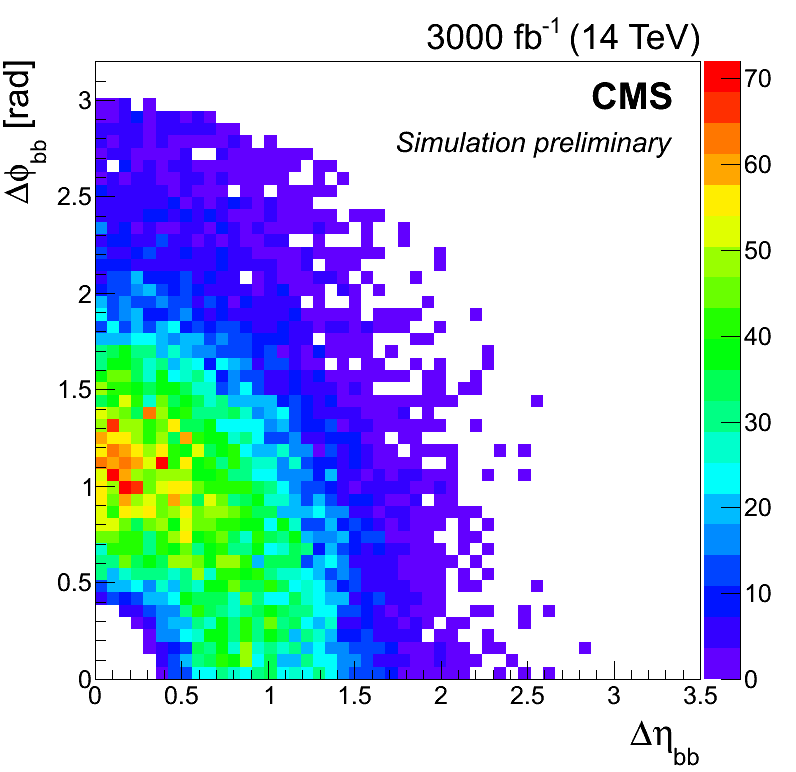 3000 fb⁻¹ (14 TeV)
CMS
Simulation preliminary
Δϕ_bb [rad]
3
2.5
2
1.5
1
0.5
0
0 0.5 1 1.5 2 2.5 3 3.5
Δη_bb
70
60
50
40
30
20
10
0